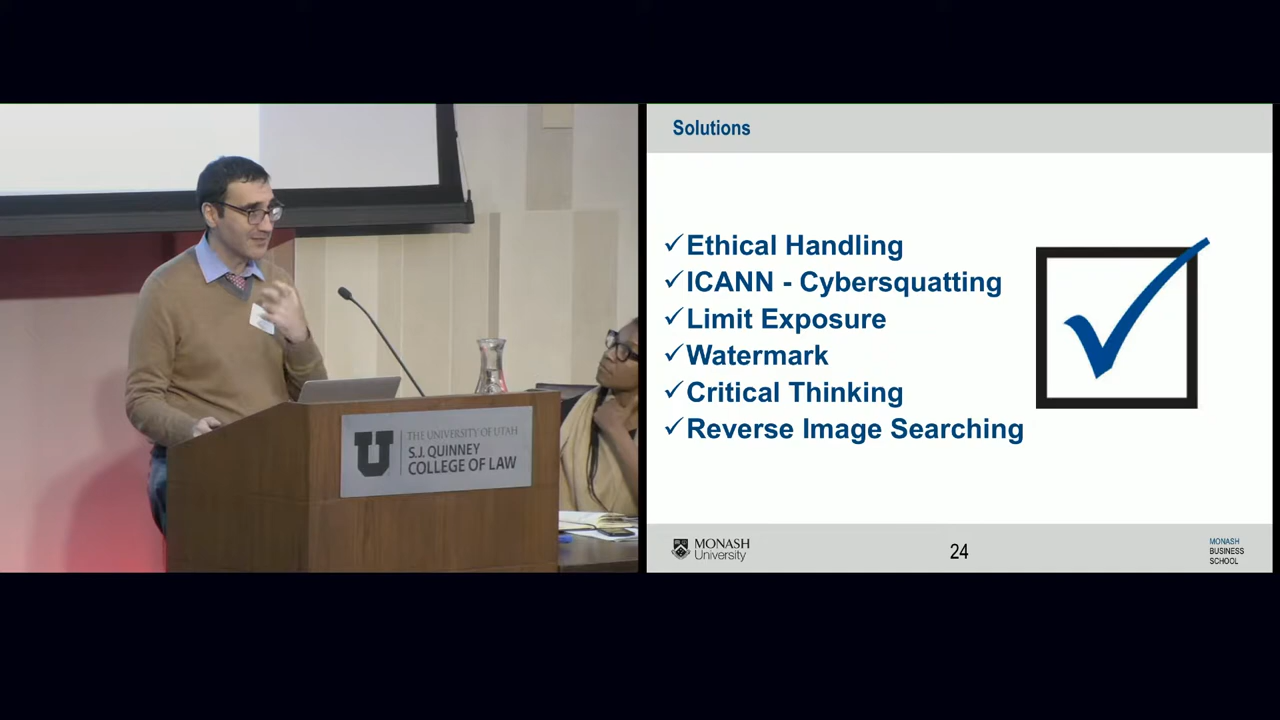 THE UNIVERSITY OF UTAH
S.J. QUINNEY
COLLEGE OF LAW
Solutions
✓Ethical Handling
✓ICANN - Cybersquatting
✓Limit Exposure
✓Watermark
✓Critical Thinking
✓Reverse Image Searching
MONASH
University
24
MONASH
BUSINESS
SCHOOL